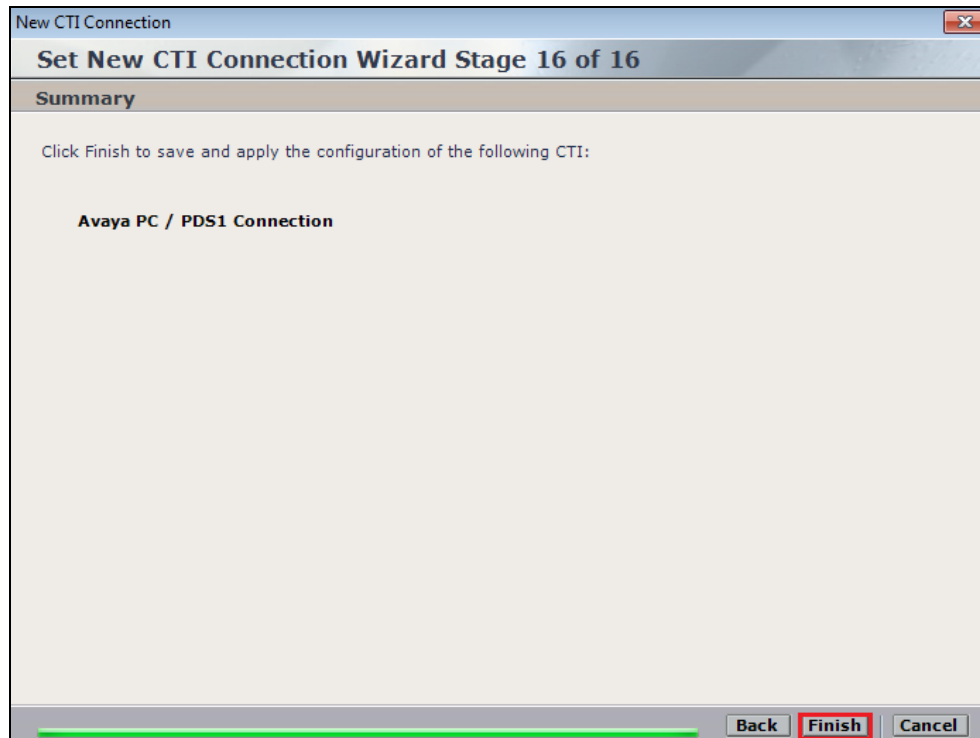 New CTI Connection
Set New CTI Connection Wizard Stage 16 of 16
Summary
Click Finish to save and apply the configuration of the following CTI:
Avaya PC / PDS1 Connection
Back Finish Cancel